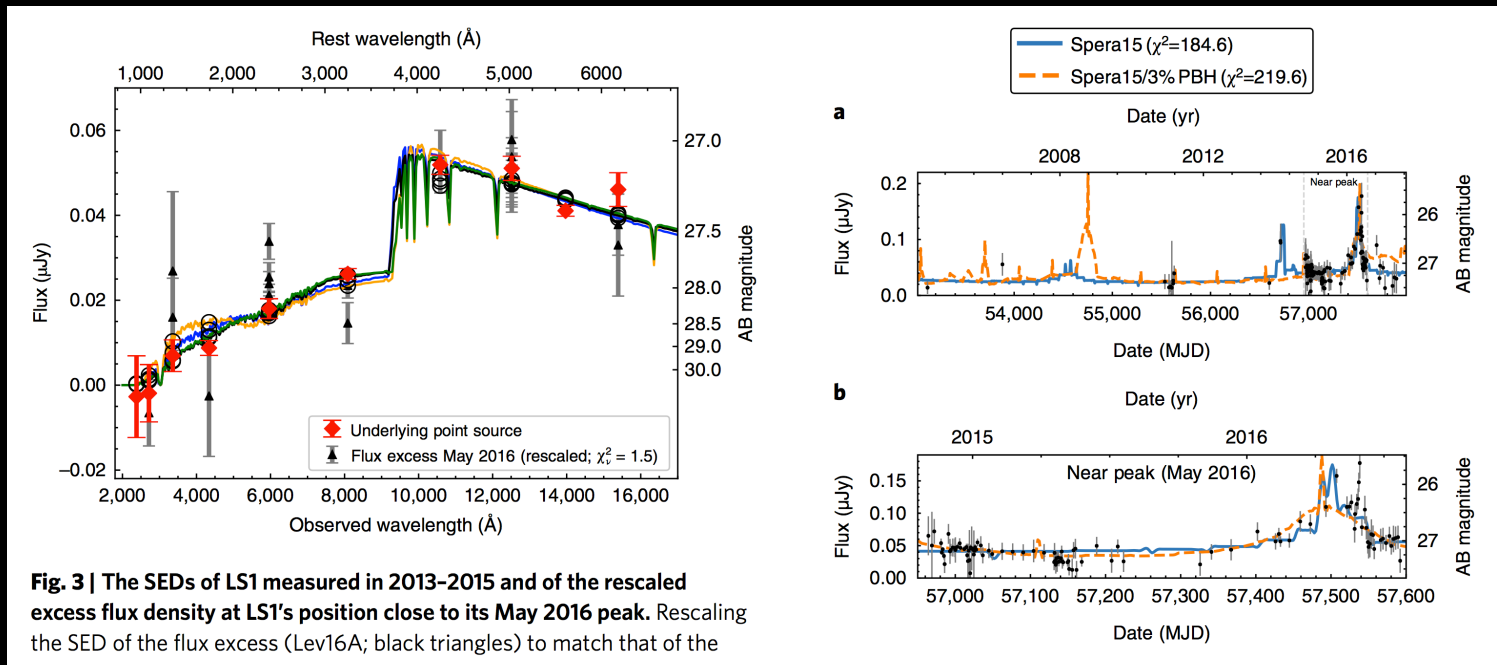 Rest wavelength (Å)
1,000 2,000 3,000 4,000 5,000 6000
0.06
0.04
0.02
0.00
−0.02
Flux (μJy)
27.0
27.5
28.0
28.5
29.0
30.0
AB magnitude
Underlying point source
Flux excess May 2016 (rescaled; χ²ᵥ = 1.5)
2,000 4,000 6,000 8,000 10,000 12,000 14,000 16,000
Observed wavelength (Å)
Fig. 3 | The SEDs of LS1 measured in 2013–2015 and of the rescaled
excess flux density at LS1's position close to its May 2016 peak. Rescaling
the SED of the flux excess (Lev16A; black triangles) to match that of the
Spera15 (χ²=184.6)
Spera15/3% PBH (χ²=219.6)
a
Date (yr)
2008 2012 2016
Near peak
0.2
0.1
0.0
Flux (μJy)
26
27
AB magnitude
54,000 55,000 56,000 57,000
Date (MJD)
b
Date (yr)
2015 2016
Near peak (May 2016)
0.15
0.10
0.05
0.00
Flux (μJy)
26
27
AB magnitude
57,000 57,100 57,200 57,300 57,400 57,500 57,600
Date (MJD)